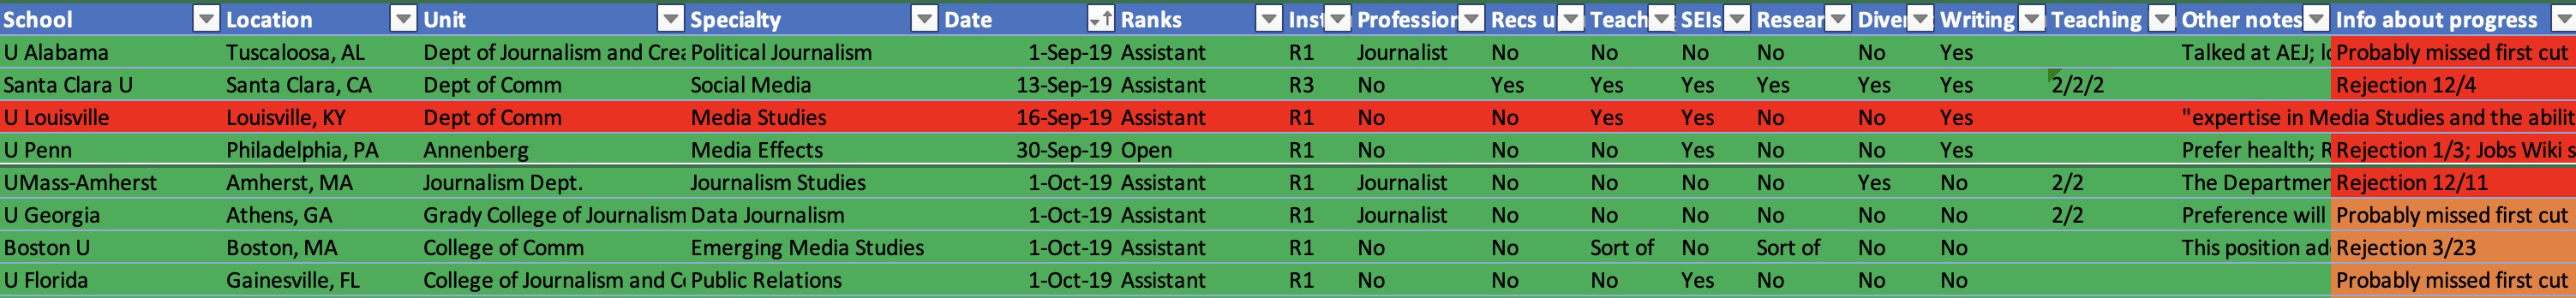 School Location Unit Specialty Date Ranks Inst Profession Recs u Teach SEIs Resear Diver Writing Teaching Other notes Info about progress
U Alabama Tuscaloosa, AL Dept of Journalism and Crea Political Journalism 1-Sep-19 Assistant R1 Journalist No No No No No Yes Talked at AEJ; lo Probably missed first cut
Santa Clara U Santa Clara, CA Dept of Comm Social Media 13-Sep-19 Assistant R3 No Yes Yes Yes Yes Yes Yes 2/2/2 Rejection 12/4
U Louisville Louisville, KY Dept of Comm Media Studies 16-Sep-19 Assistant R1 No No Yes Yes No No Yes "expertise in Media Studies and the abilit
U Penn Philadelphia, PA Annenberg Media Effects 30-Sep-19 Open R1 No No No Yes No No Yes Prefer health; R Rejection 1/3; Jobs Wiki s
UMass-Amherst Amherst, MA Journalism Dept. Journalism Studies 1-Oct-19 Assistant R1 Journalist No No No No Yes No 2/2 The Departmen Rejection 12/11
U Georgia Athens, GA Grady College of Journalism Data Journalism 1-Oct-19 Assistant R1 Journalist No No No No No No 2/2 Preference will Probably missed first cut
Boston U Boston, MA College of Comm Emerging Media Studies 1-Oct-19 Assistant R1 No No Sort of No Sort of No No This position ad Rejection 3/23
U Florida Gainesville, FL College of Journalism and Co Public Relations 1-Oct-19 Assistant R1 No No No Yes No No No Probably missed first cut